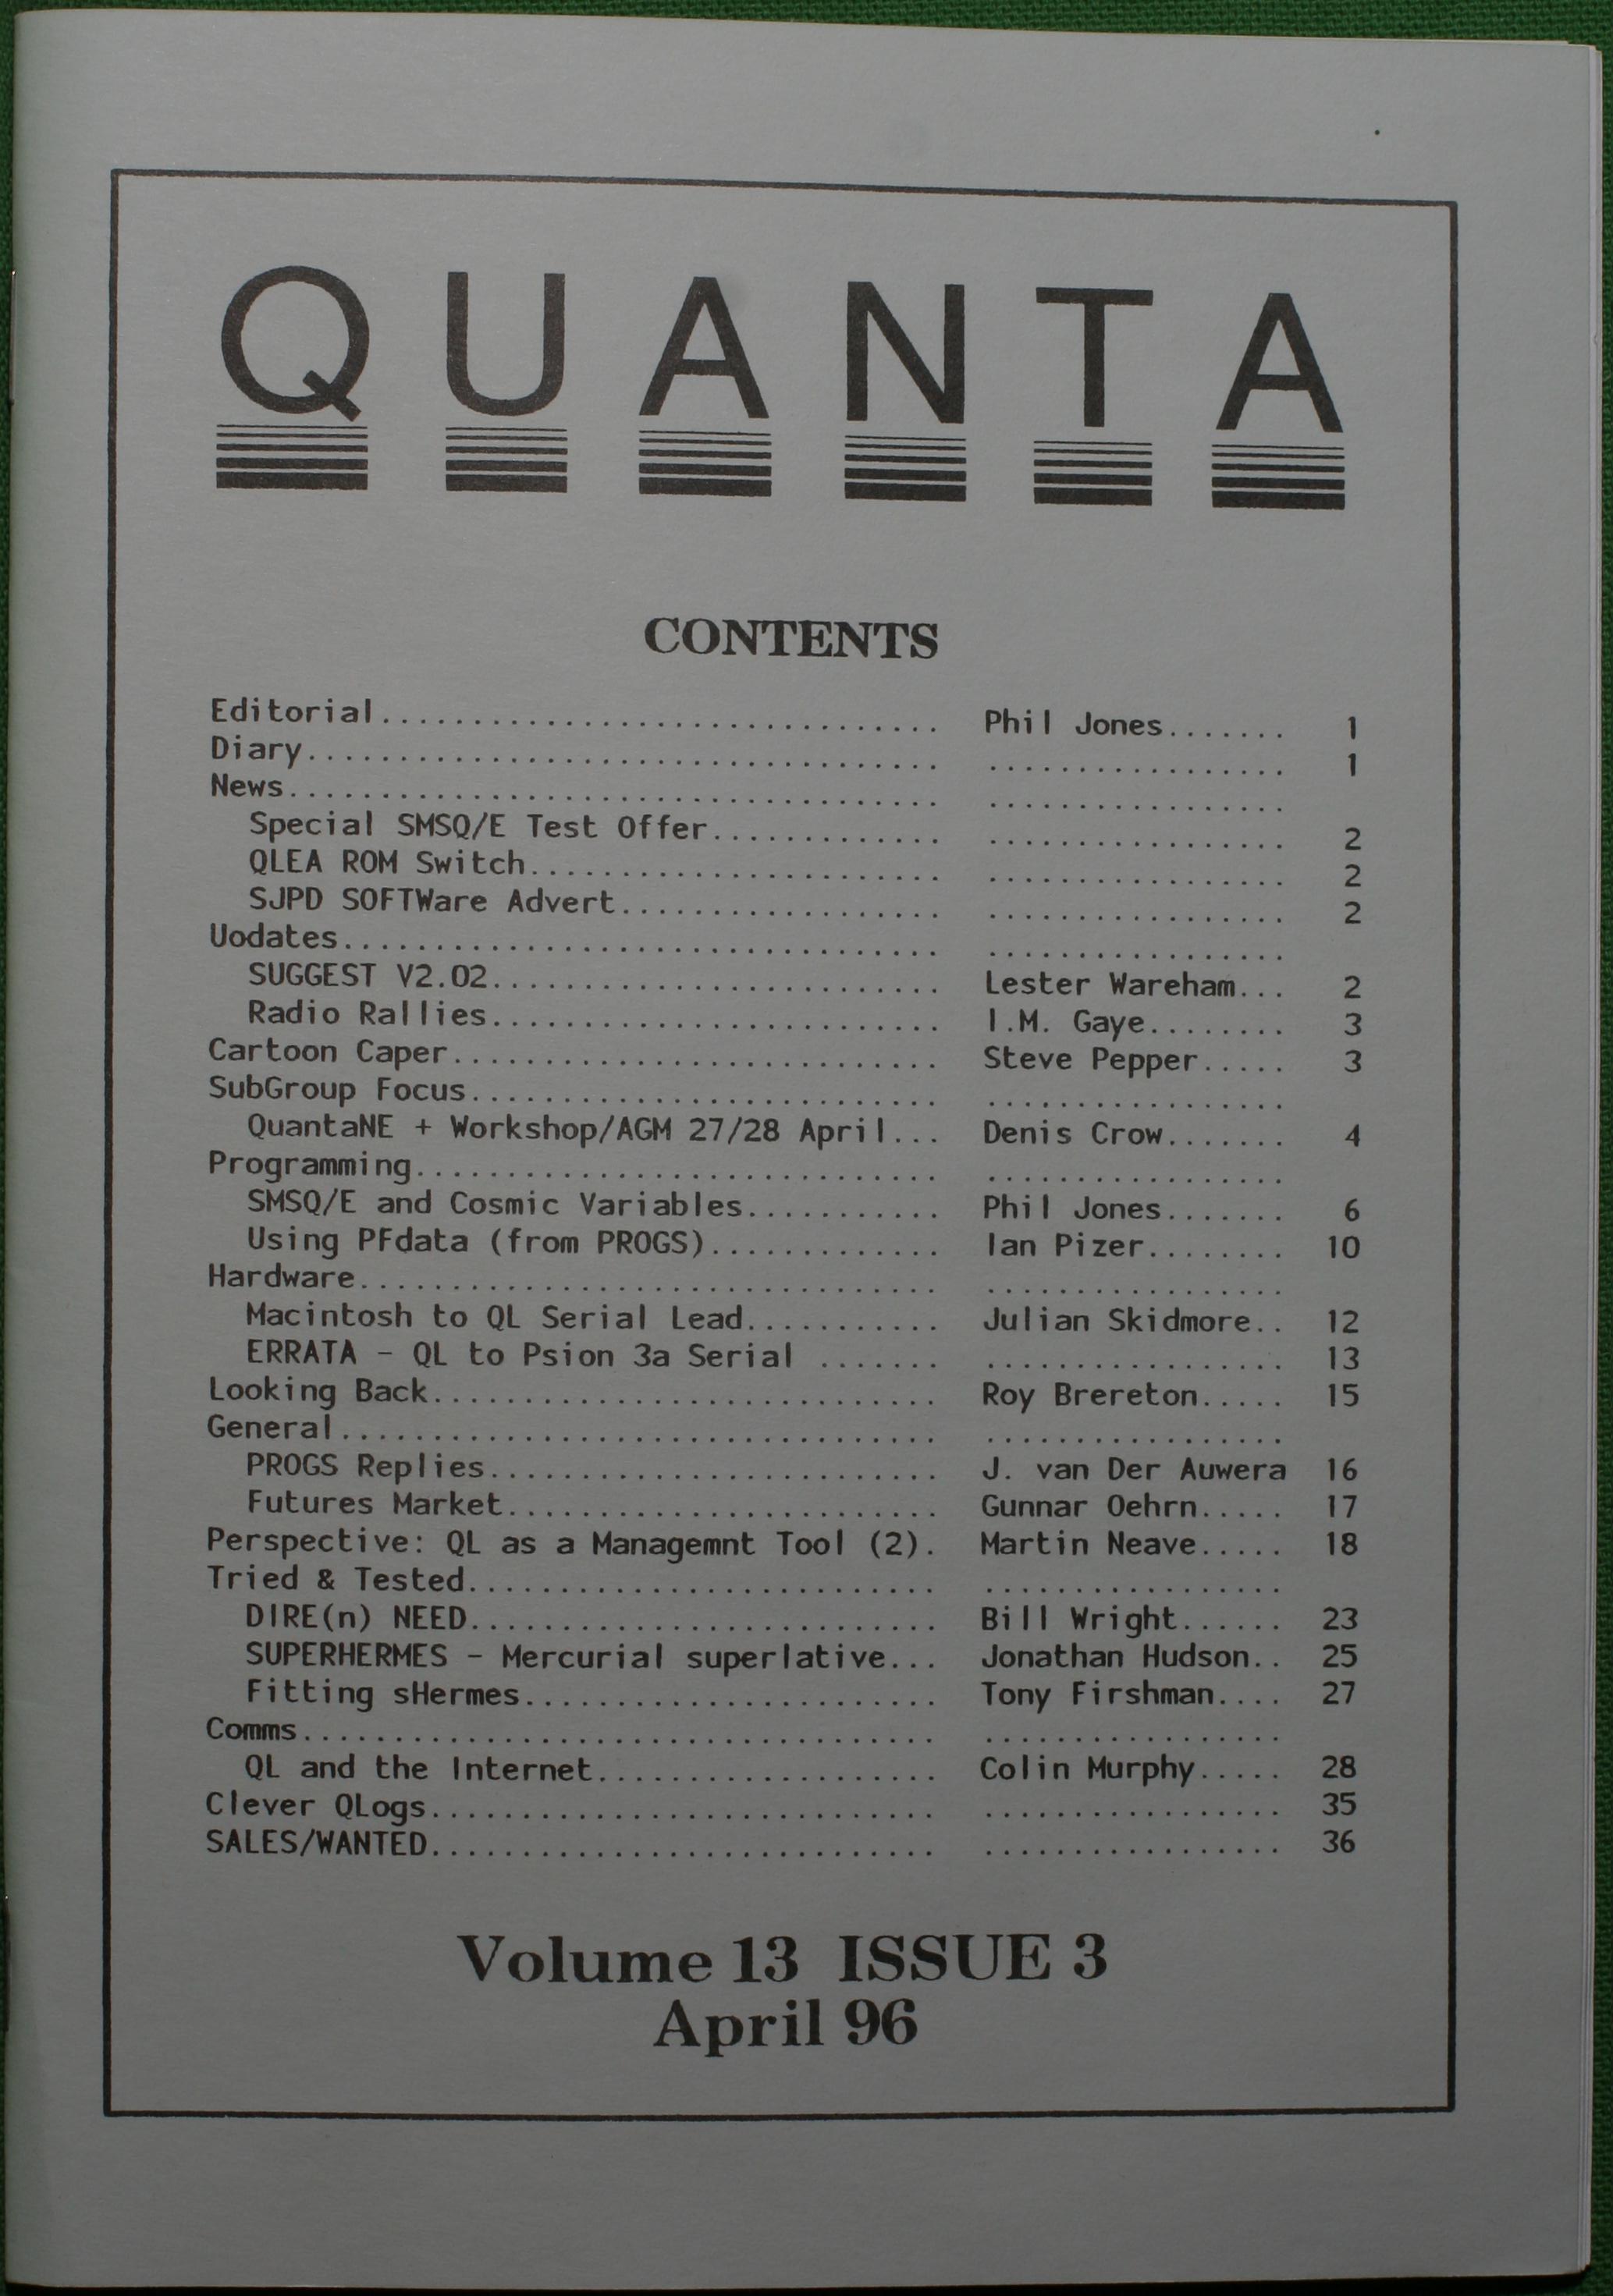 QUANTA
CONTENTS
Editorial............................... Phil Jones....... 1
Diary................................... ................. 1
News.................................... .................
Special SMSQ/E Test Offer............. ................. 2
QLEA ROM Switch....................... ................. 2
SJPD SOFTWare Advert.................. ................. 2
Uodates................................. .................
SUGGEST V2.02......................... Lester Wareham... 2
Radio Rallies......................... I.M. Gaye........ 3
Cartoon Caper........................... Steve Pepper..... 3
SubGroup Focus.......................... .................
QuantaNE + Workshop/AGM 27/28 April... Denis Crow....... 4
Programming............................. .................
SMSQ/E and Cosmic Variables........... Phil Jones....... 6
Using PFdata (from PROGS)............. Ian Pizer........ 10
Hardware................................ .................
Macintosh to QL Serial Lead........... Julian Skidmore.. 12
ERRATA - QL to Psion 3a Serial ....... ................. 13
Looking Back............................ Roy Brereton..... 15
General................................. .................
PROGS Replies......................... J. van Der Auwera 16
Futures Market........................ Gunnar Oehrn..... 17
Perspective: QL as a Managemnt Tool (2). Martin Neave..... 18
Tried & Tested.......................... .................
DIRE(n) NEED.......................... Bill Wright...... 23
SUPERHERMES - Mercurial superlative... Jonathan Hudson.. 25
Fitting sHermes....................... Tony Firshman.... 27
Comms................................... .................
QL and the Internet................... Colin Murphy..... 28
Clever QLogs............................ ................. 35
SALES/WANTED............................ ................. 36
Volume 13 ISSUE 3
April 96